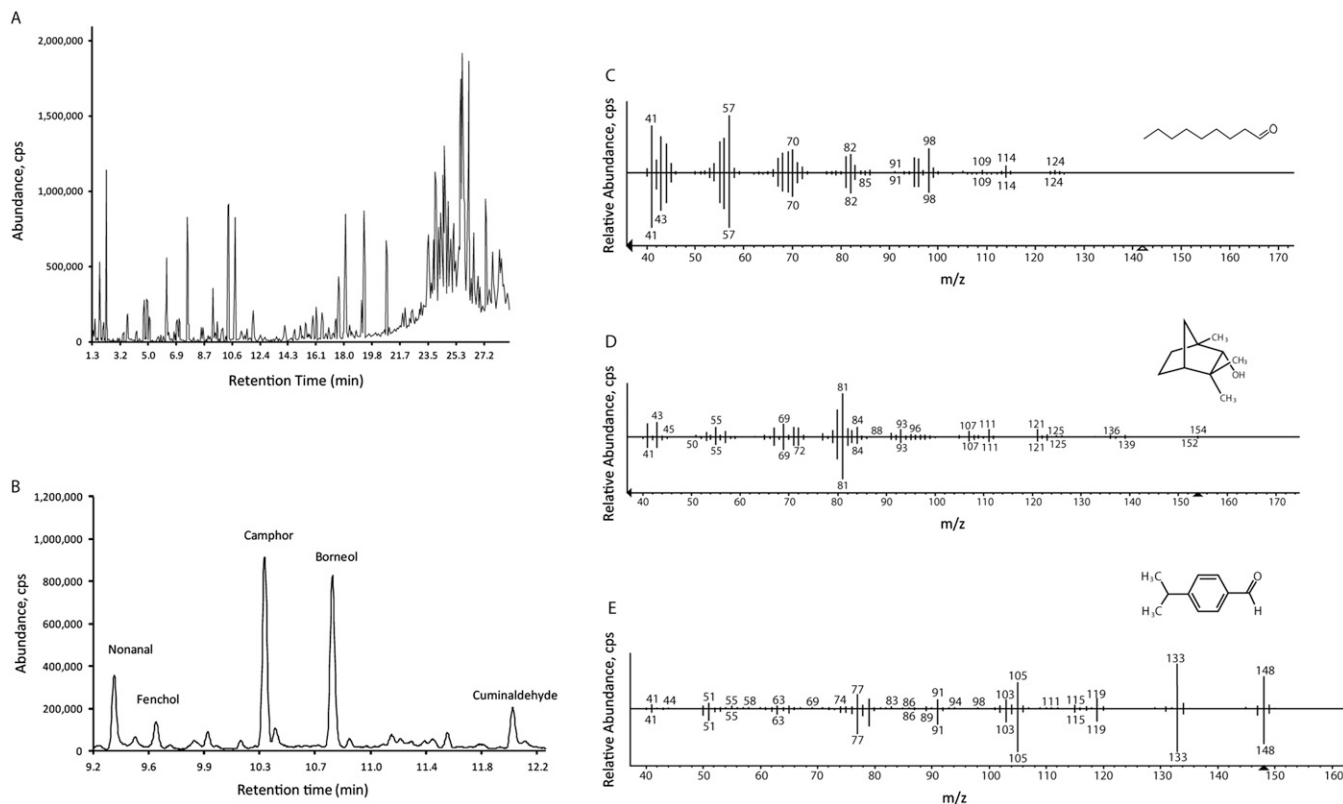 A
2,000,000
1,500,000
1,000,000
500,000
0
Abundance, cps
1.3 3.2 5.0 6.9 8.7 10.6 12.4 14.3 16.1 18.0 19.8 21.7 23.5 25.3 27.2
Retention Time (min)
B
1,200,000
1,000,000
800,000
600,000
400,000
200,000
0
Abundance, cps
Nonanal
Fenchol
Camphor
Borneol
Cuminaldehyde
9.2 9.6 9.9 10.3 10.7 11.0 11.4 11.8 12.2
Retention time (min)
C
Relative Abundance, cps
O
41 57 70 82 91 98 109 114 124
41 43 57 70 82 85 91 98 109 114 124
40 50 60 70 80 90 100 110 120 130 140 150 160 170
m/z
D
Relative Abundance, cps
CH3
CH3
OH
CH3
43 45 55 69 81 84 88 93 96 107 111 121 125 136 154
41 50 55 69 72 81 84 93 107 111 121 125 139 152
40 50 60 70 80 90 100 110 120 130 140 150 160 170
m/z
E
Relative Abundance, cps
H3C
H3C
O
H
41 44 51 55 58 63 69 74 77 83 86 91 94 98 103 105 111 115 119 133 148
41 51 55 63 77 86 89 91 103 105 115 119 133 148
40 50 60 70 80 90 100 110 120 130 140 150 160
m/z